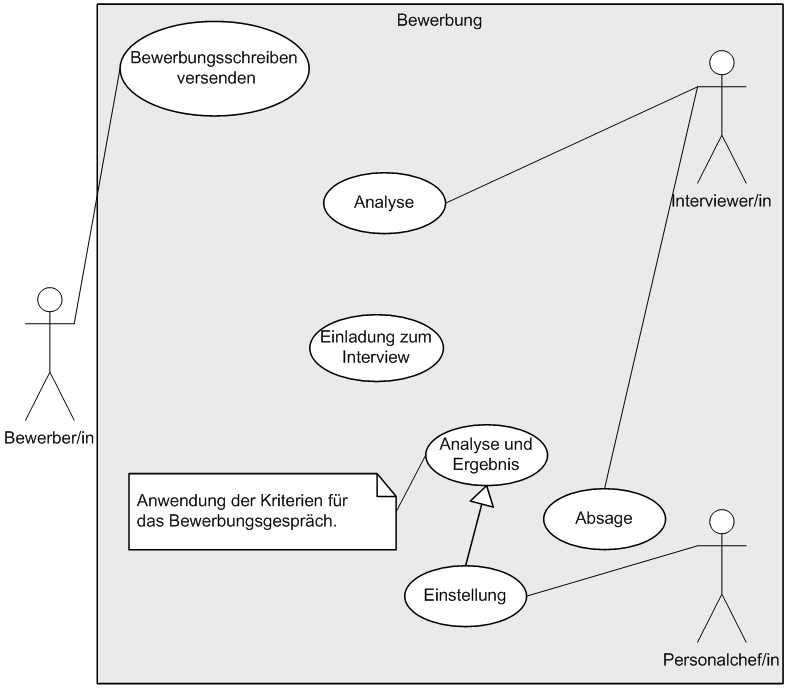 Bewerbung
Bewerbungsschreiben
versenden
Analyse
Interviewer/in
Einladung zum
Interview
Bewerber/in
Analyse und
Ergebnis
Anwendung der Kriterien für
das Bewerbungsgespräch.
Absage
Einstellung
Personalchef/in